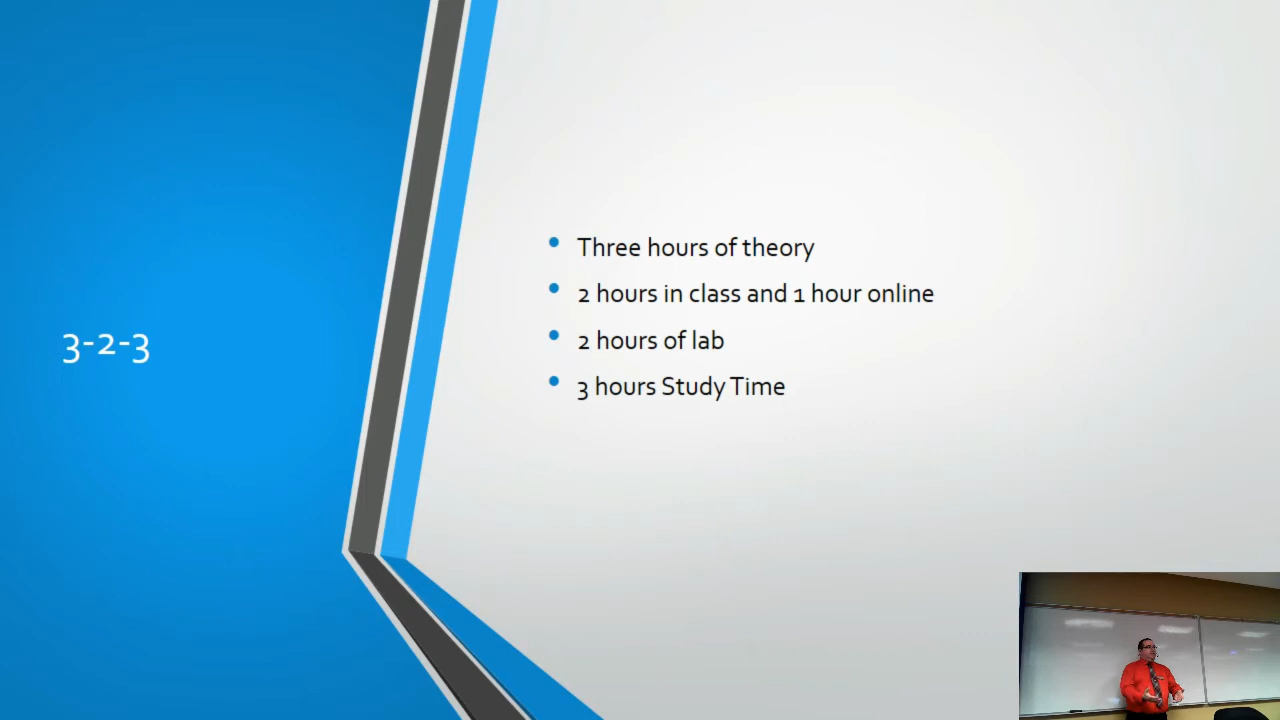 3-2-3
Three hours of theory
2 hours in class and 1 hour online
2 hours of lab
3 hours Study Time